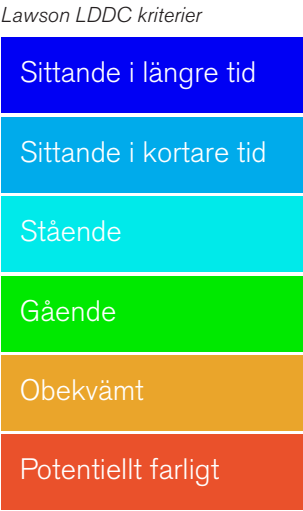 Lawson LDDC kriterier
Sittande i längre tid
Sittande i kortare tid
Stående
Gående
Obekvämt
Potentiellt farligt